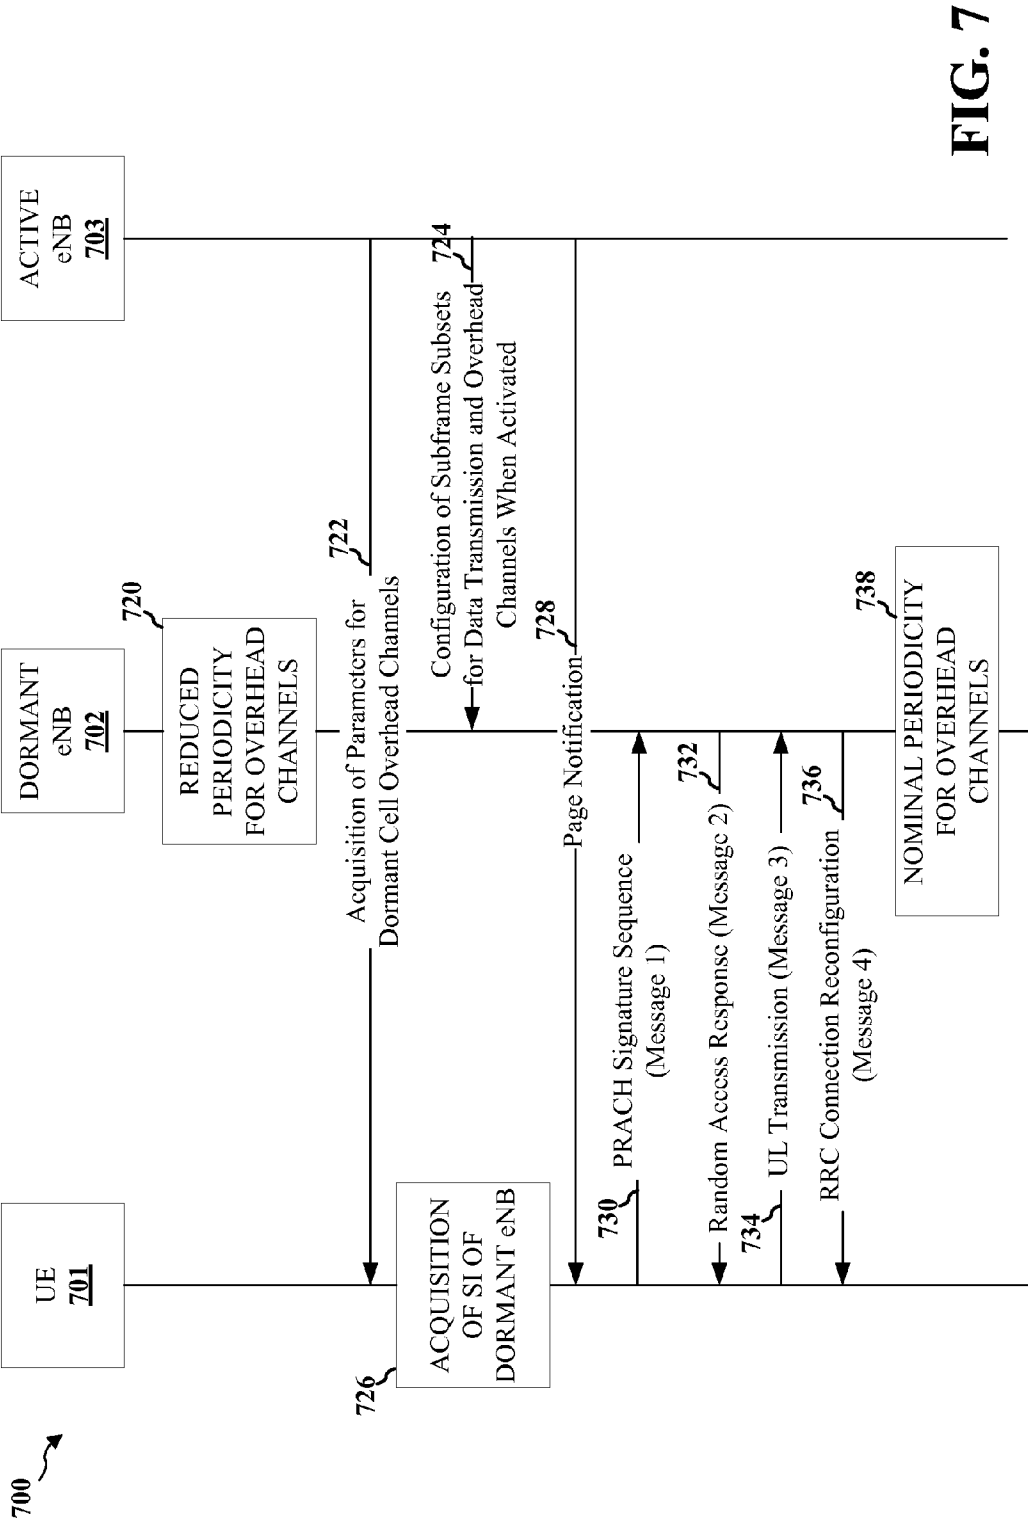 700
UE
701
DORMANT
eNB
702
ACTIVE
eNB
703
720
REDUCED
PERIODICITY
FOR OVERHEAD
CHANNELS
722
Acquisition of Parameters for
Dormant Cell Overhead Channels
724
Configuration of Subframe Subsets
for Data Transmission and Overhead
Channels When Activated
726
ACQUISITION
OF SI OF
DORMANT eNB
728
Page Notification
730
PRACH Signature Sequence
(Message 1)
732
Random Access Response (Message 2)
734
UL Transmission (Message 3)
736
RRC Connection Reconfiguration
(Message 4)
738
NOMINAL PERIODICITY
FOR OVERHEAD
CHANNELS
FIG. 7